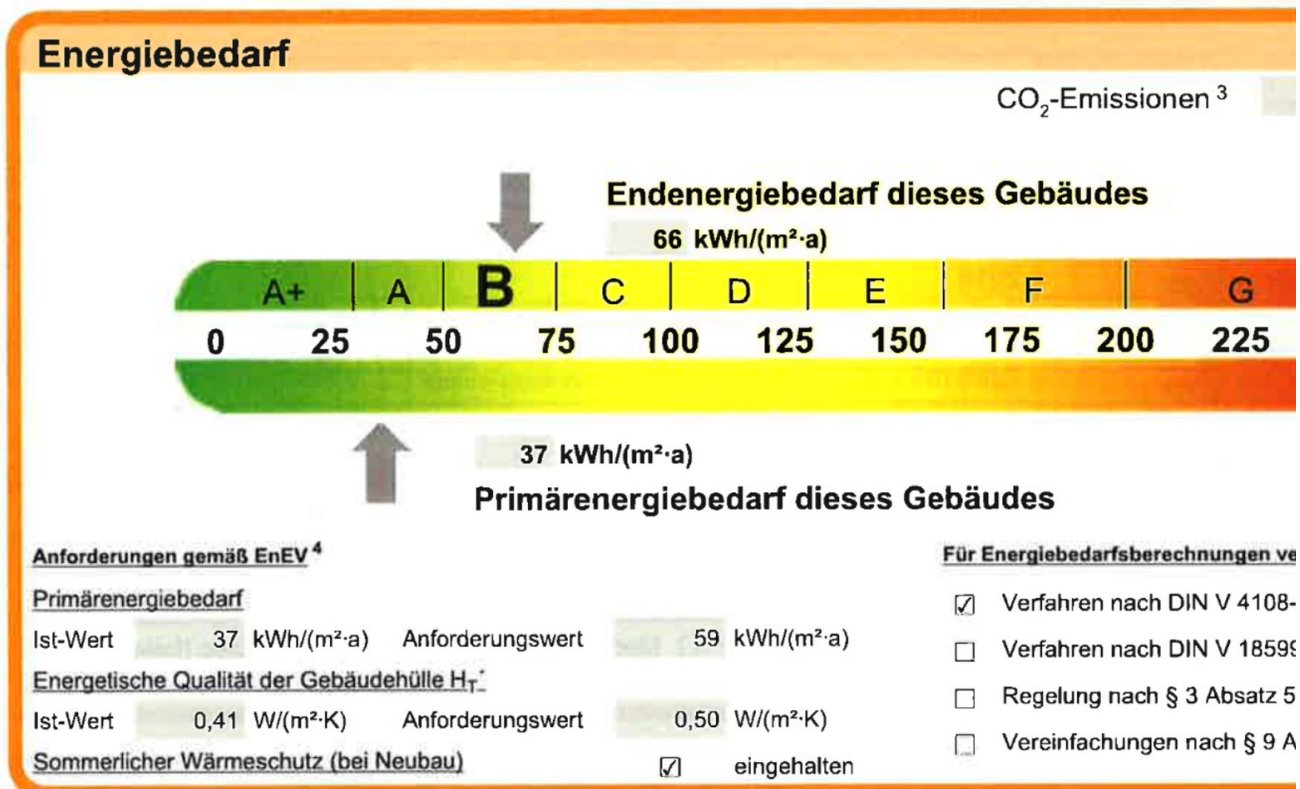 Energiebedarf
CO₂-Emissionen ³
Endenergiebedarf dieses Gebäudes
66 kWh/(m²·a)
A+ A B C D E F G
0 25 50 75 100 125 150 175 200 225
37 kWh/(m²·a)
Primärenergiebedarf dieses Gebäudes
Anforderungen gemäß EnEV ⁴
Für Energiebedarfsberechnungen ve
Primärenergiebedarf
☑ Verfahren nach DIN V 4108-
Ist-Wert 37 kWh/(m²·a) Anforderungswert 59 kWh/(m²·a)
☐ Verfahren nach DIN V 18599
Energetische Qualität der Gebäudehülle H_T'
☐ Regelung nach § 3 Absatz 5
Ist-Wert 0,41 W/(m²·K) Anforderungswert 0,50 W/(m²·K)
☐ Vereinfachungen nach § 9 A
Sommerlicher Wärmeschutz (bei Neubau) ☑ eingehalten